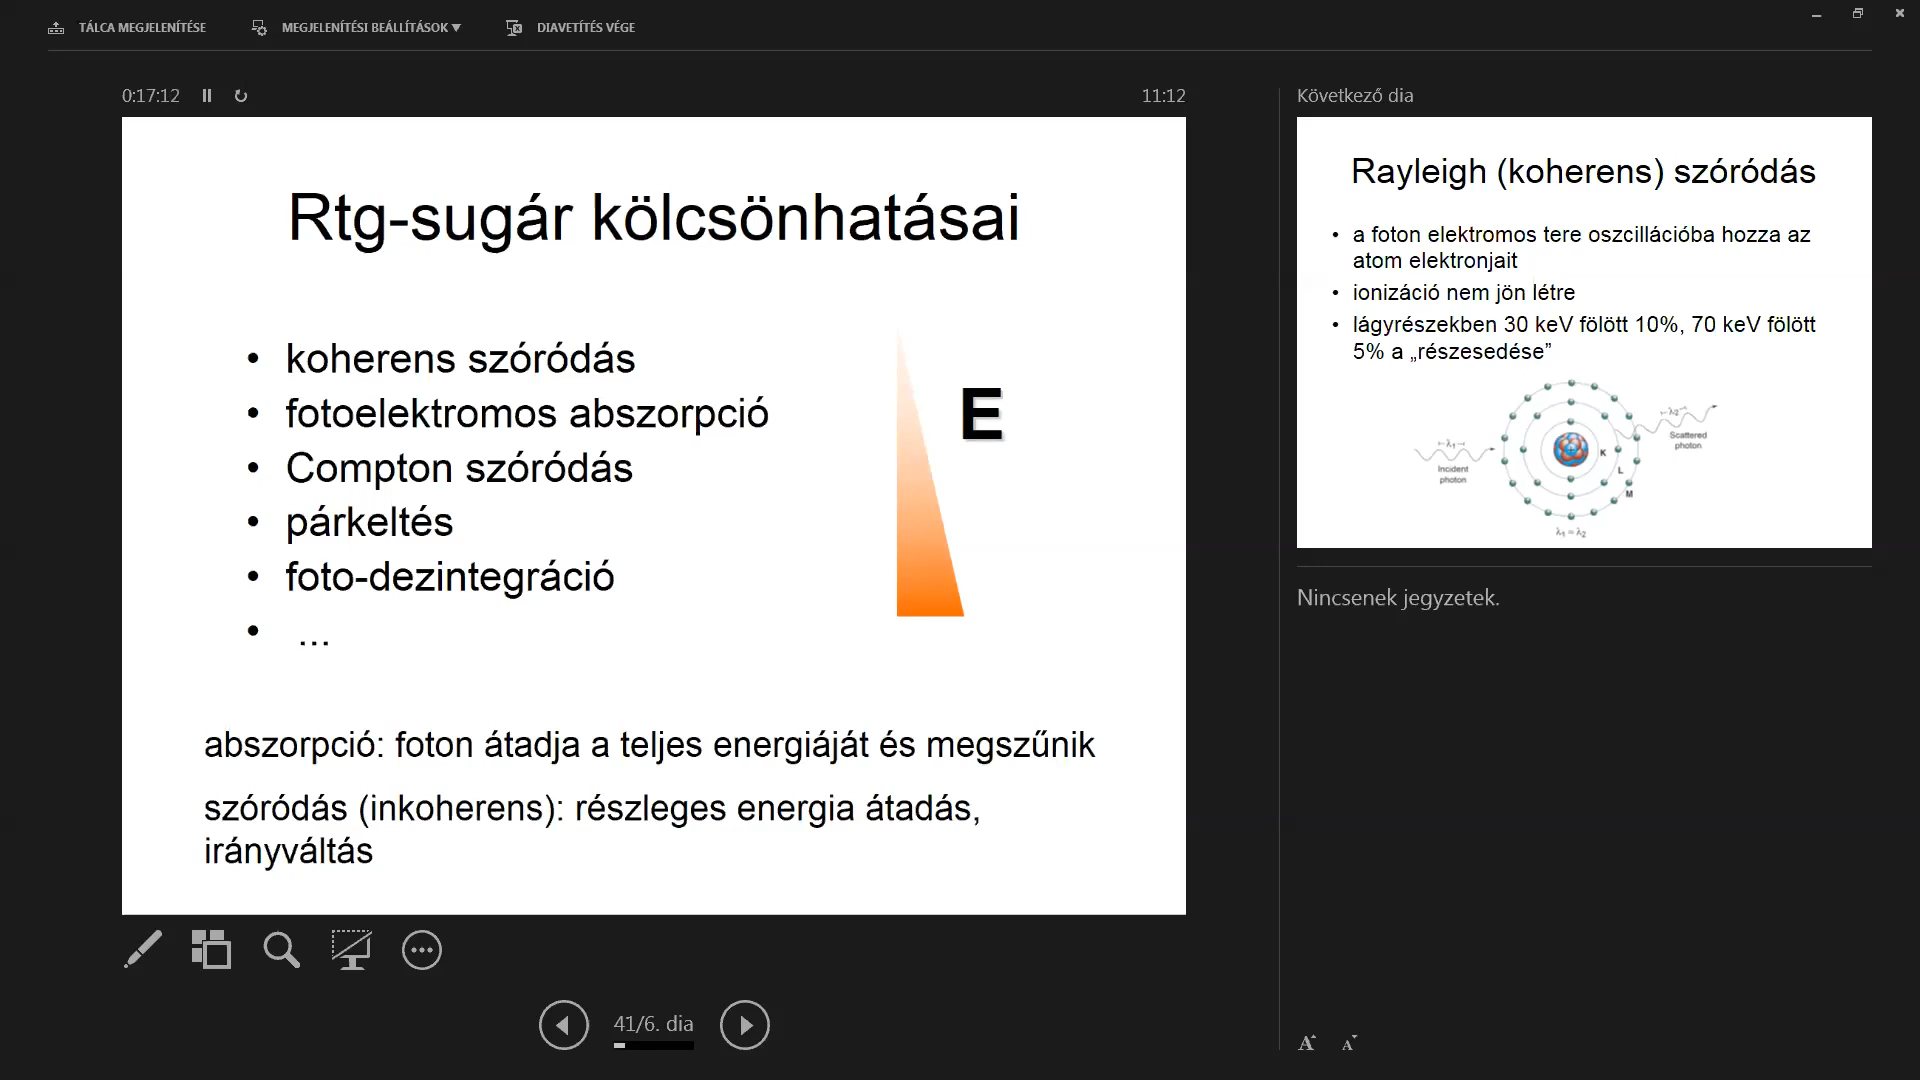 TÁLCA MEGJELENÍTÉSE
MEGJELENÍTÉSI BEÁLLÍTÁSOK ▼
DIAVETÍTÉS VÉGE
0:17:12
11:12
Rtg-sugár kölcsönhatásai
• koherens szóródás
• fotoelektromos abszorpció
• Compton szóródás
• párkeltés
• foto-dezintegráció
• ...
E
abszorpció: foton átadja a teljes energiáját és megszűnik
szóródás (inkoherens): részleges energia átadás,
irányváltás
41/6. dia
Következő dia
Rayleigh (koherens) szóródás
• a foton elektromos tere oszcillációba hozza az
atom elektronjait
• ionizáció nem jön létre
• lágyrészekben 30 keV fölött 10%, 70 keV fölött
5% a „részesedése”
λ₁
Incident
photon
K
L
M
λ₂
Scattered
photon
λ₁ = λ₂
Nincsenek jegyzetek.
A A